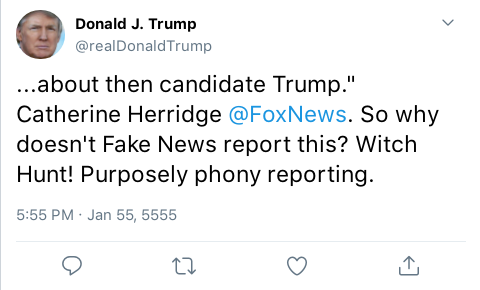 Donald J. Trump
@realDonaldTrump
...about then candidate Trump."
Catherine Herridge @FoxNews. So why
doesn't Fake News report this? Witch
Hunt! Purposely phony reporting.
5:55 PM · Jan 55, 5555